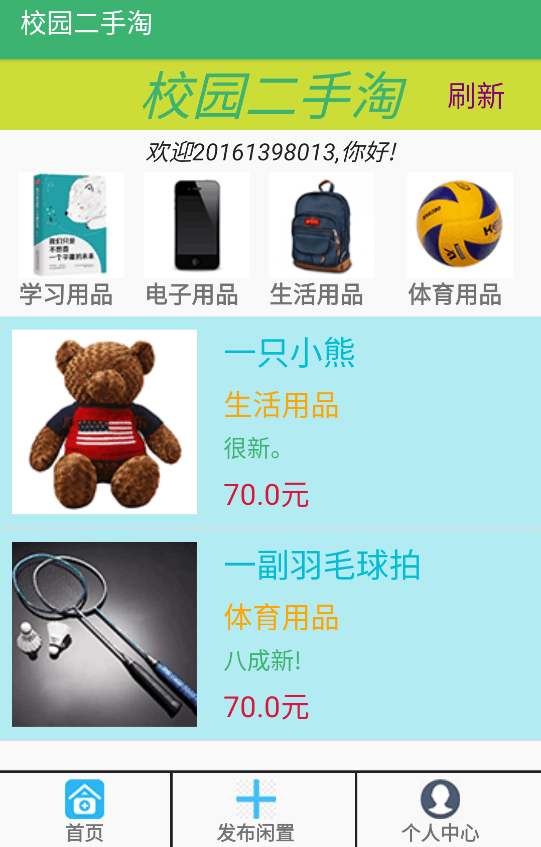 校园二手淘
校园二手淘
刷新
欢迎20161398013,你好!
我们只是
不想要
一个平庸的未来
学习用品
电子用品
生活用品
体育用品
一只小熊
生活用品
很新。
70.0元
一副羽毛球拍
体育用品
八成新!
70.0元
首页
发布闲置
个人中心